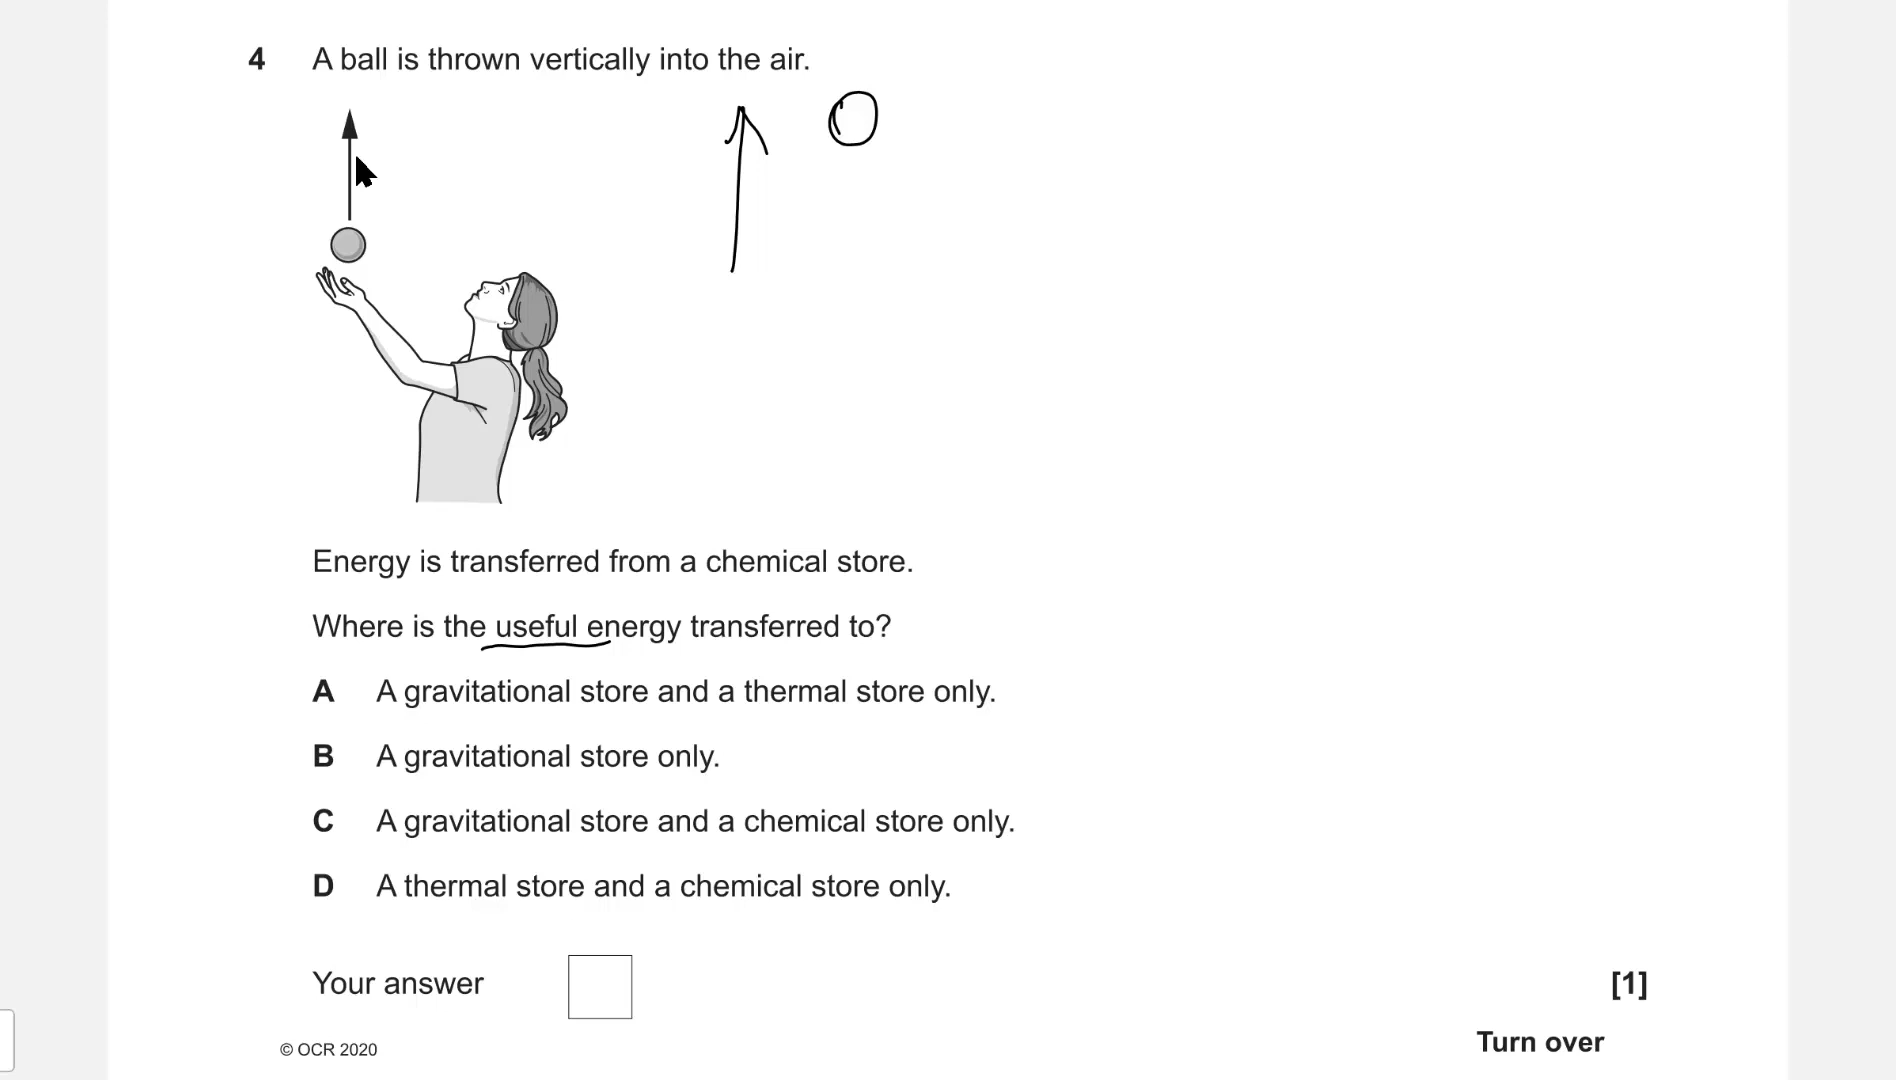 4 A ball is thrown vertically into the air.
Energy is transferred from a chemical store.
Where is the useful energy transferred to?
A A gravitational store and a thermal store only.
B A gravitational store only.
C A gravitational store and a chemical store only.
D A thermal store and a chemical store only.
Your answer [1]
© OCR 2020 Turn over